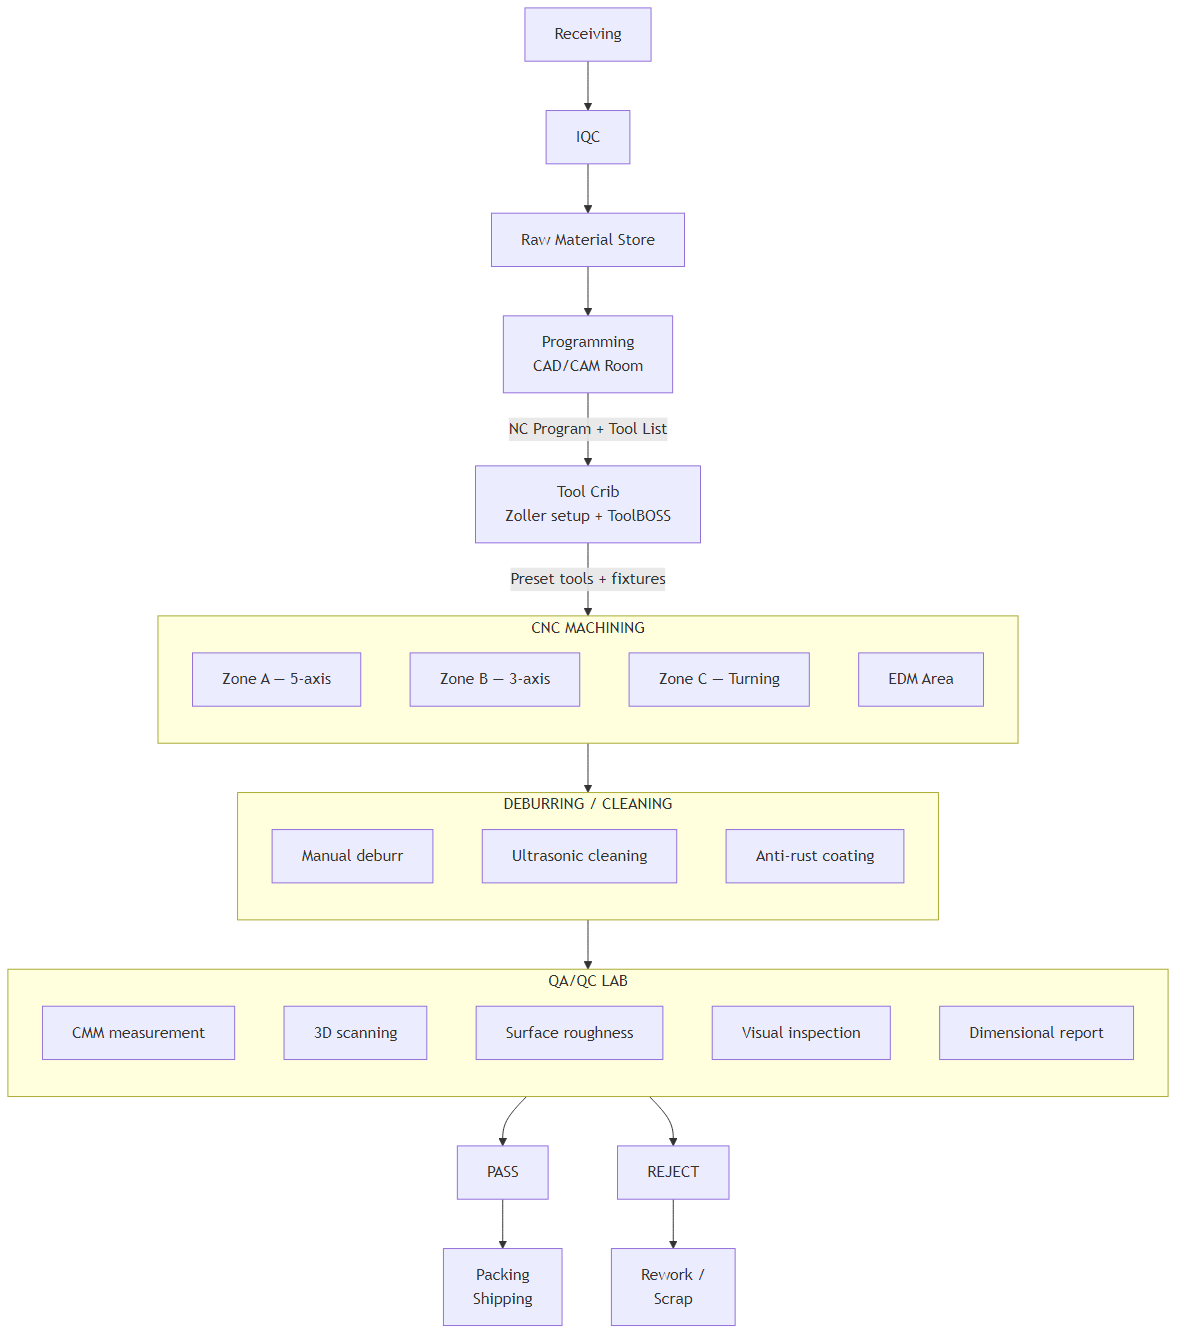 Receiving
IQC
Raw Material Store
Programming
CAD/CAM Room
NC Program + Tool List
Tool Crib
Zoller setup + ToolBOSS
Preset tools + fixtures
CNC MACHINING
Zone A — 5-axis
Zone B — 3-axis
Zone C — Turning
EDM Area
DEBURRING / CLEANING
Manual deburr
Ultrasonic cleaning
Anti-rust coating
QA/QC LAB
CMM measurement
3D scanning
Surface roughness
Visual inspection
Dimensional report
PASS
REJECT
Packing
Shipping
Rework /
Scrap